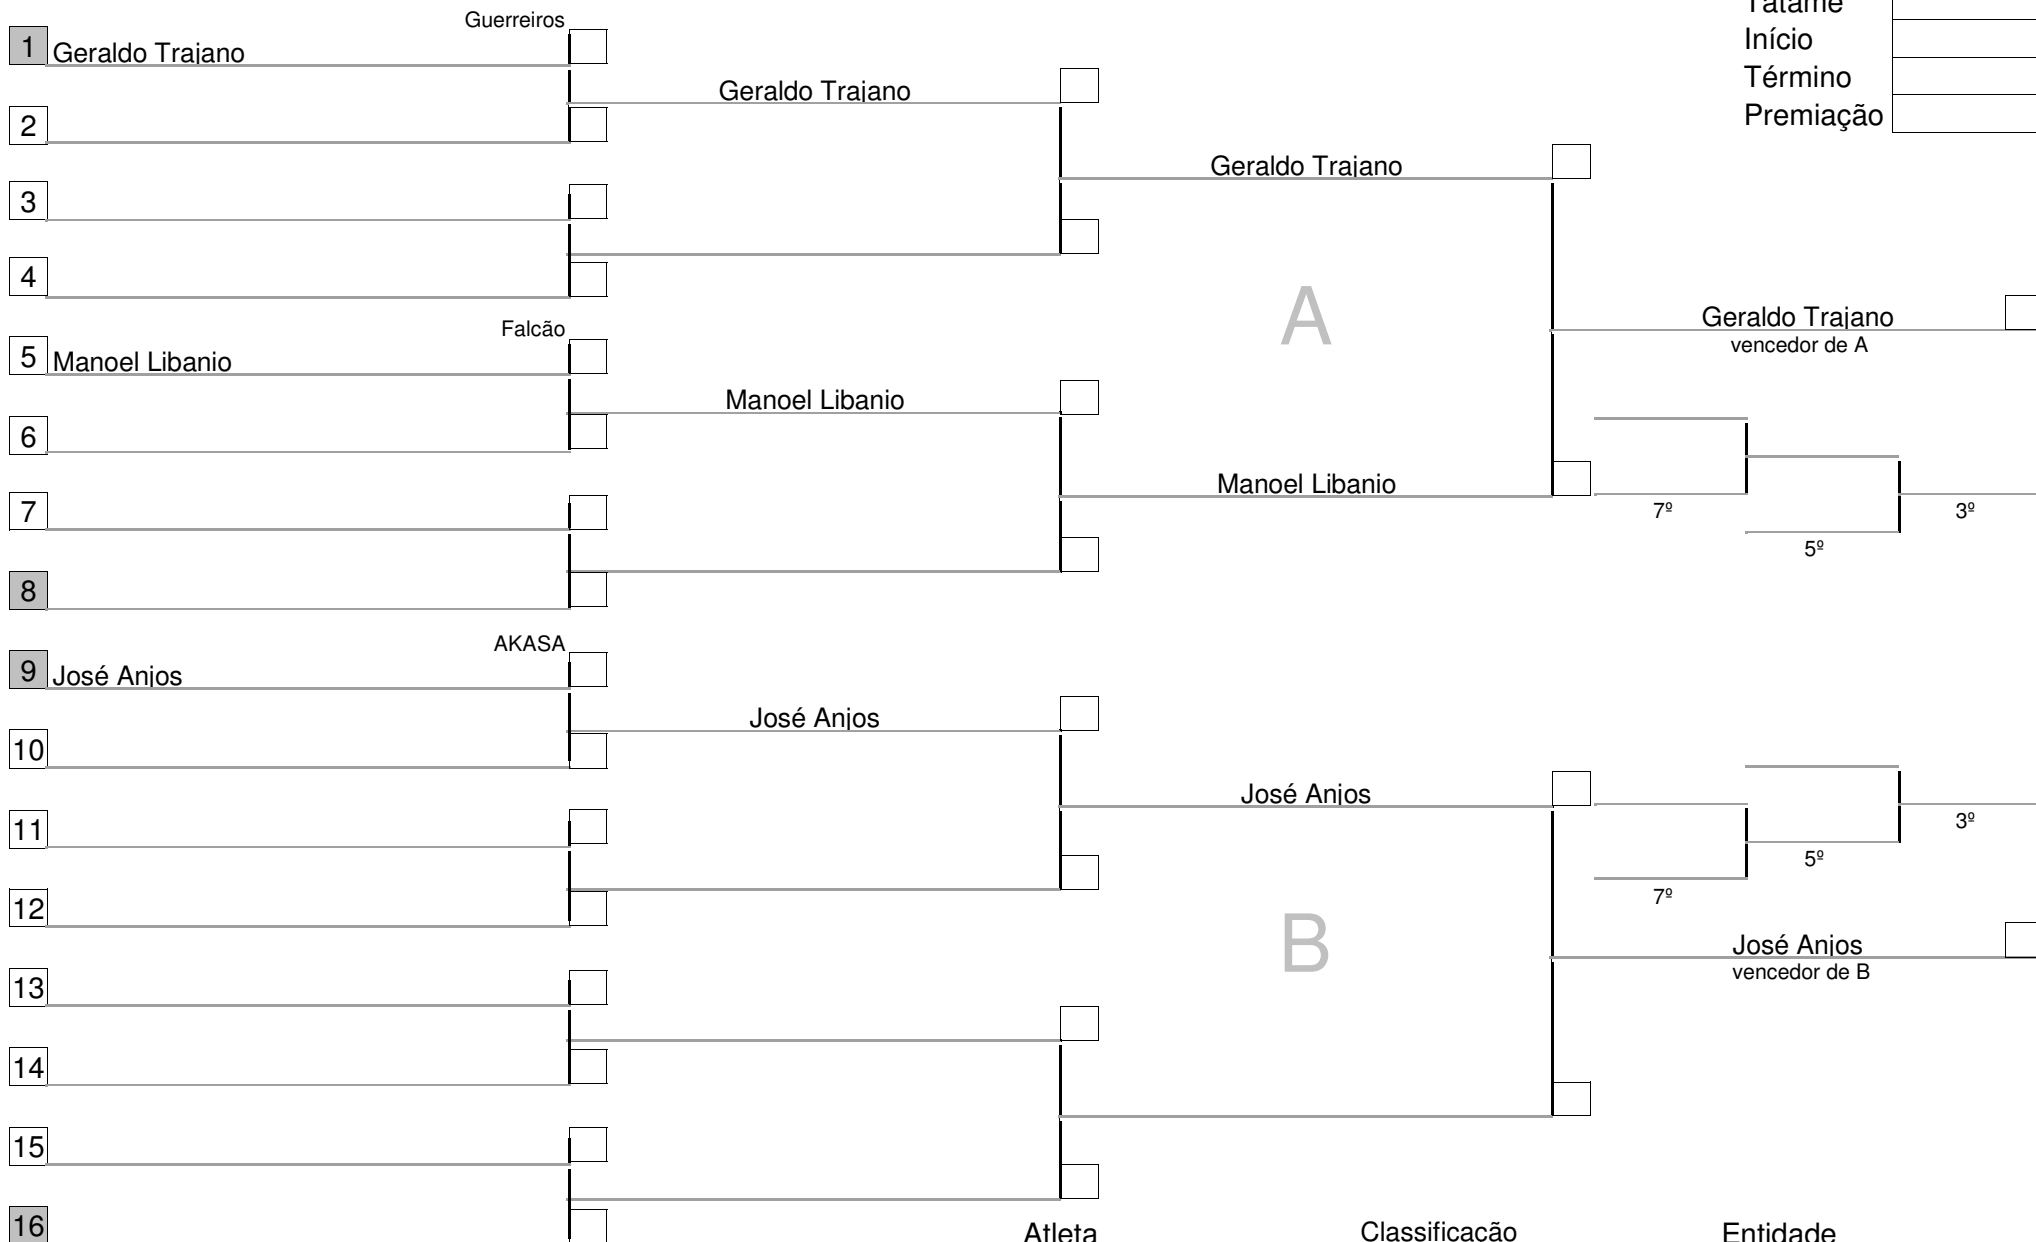 Tatame
Guerreiros
1 Geraldo Trajano
Início
Geraldo Trajano
Término
2
Premiação
Geraldo Trajano
3
4
A
Geraldo Trajano
vencedor de A
Falcão
5 Manoel Libanio
Manoel Libanio
6
Manoel Libanio
7
7º
3º
5º
8
AKASA
9 José Anjos
José Anjos
10
José Anjos
11
3º
5º
7º
12
B
José Anjos
vencedor de B
13
14
15
16
Atleta Classificação Entidade